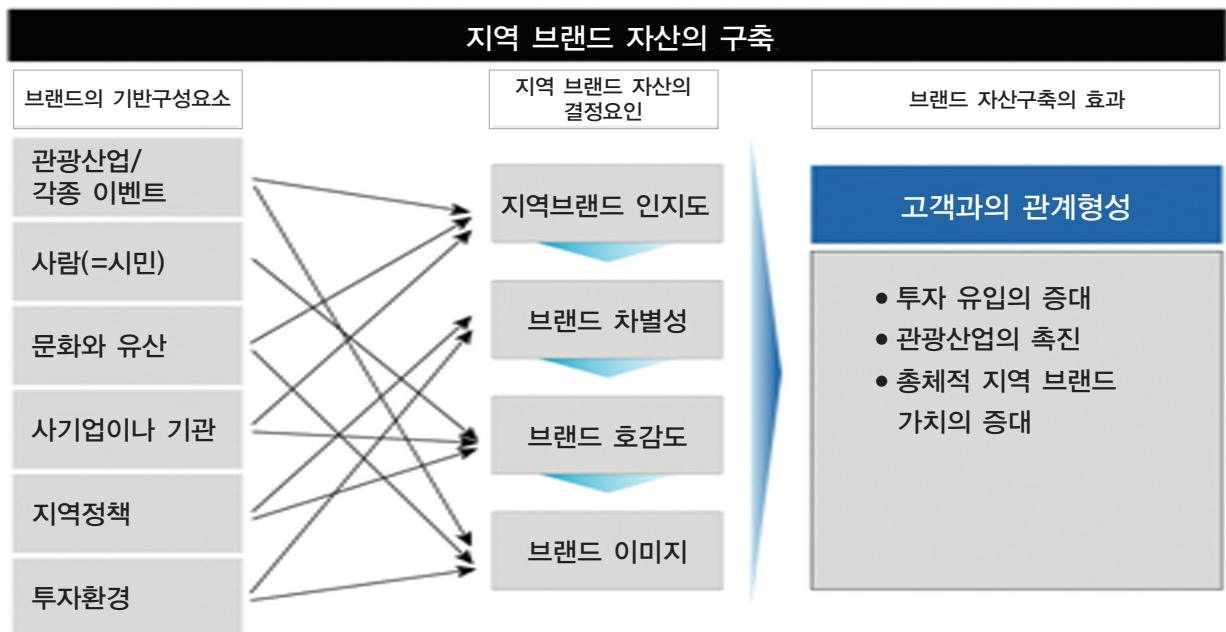 지역 브랜드 자산의 구축
브랜드의 기반구성요소
관광산업/
각종 이벤트
사람(=시민)
문화와 유산
사기업이나 기관
지역정책
투자환경
지역 브랜드 자산의
결정요인
지역브랜드 인지도
브랜드 차별성
브랜드 호감도
브랜드 이미지
브랜드 자산구축의 효과
고객과의 관계형성
• 투자 유입의 증대
• 관광산업의 촉진
• 총체적 지역 브랜드
가치의 증대